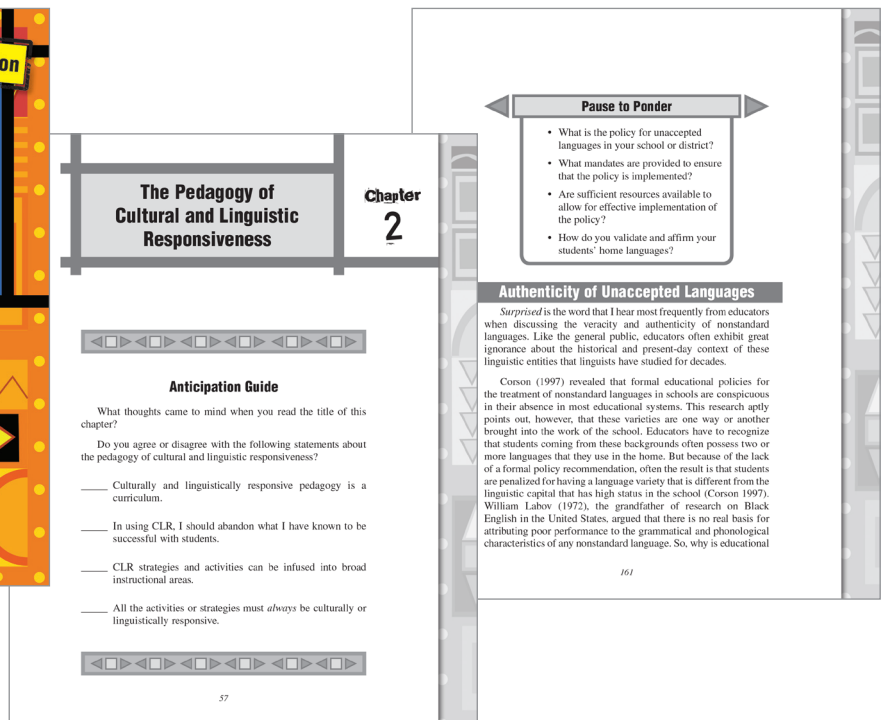 on
The Pedagogy of
Cultural and Linguistic
Responsiveness
Chapter
2
Anticipation Guide
What thoughts came to mind when you read the title of this
chapter?
Do you agree or disagree with the following statements about
the pedagogy of cultural and linguistic responsiveness?
_____ Culturally and linguistically responsive pedagogy is a
curriculum.
_____ In using CLR, I should abandon what I have known to be
successful with students.
_____ CLR strategies and activities can be infused into broad
instructional areas.
_____ All the activities or strategies must always be culturally or
linguistically responsive.
57
Pause to Ponder
• What is the policy for unaccepted
languages in your school or district?
• What mandates are provided to ensure
that the policy is implemented?
• Are sufficient resources available to
allow for effective implementation of
the policy?
• How do you validate and affirm your
students' home languages?
Authenticity of Unaccepted Languages
Surprised is the word that I hear most frequently from educators
when discussing the veracity and authenticity of nonstandard
languages. Like the general public, educators often exhibit great
ignorance about the historical and present-day context of these
linguistic entities that linguists have studied for decades.
Corson (1997) revealed that formal educational policies for
the treatment of nonstandard languages in schools are conspicuous
in their absence in most educational systems. This research aptly
points out, however, that these varieties are one way or another
brought into the work of the school. Educators have to recognize
that students coming from these backgrounds often possess two or
more languages that they use in the home. But because of the lack
of a formal policy recommendation, often the result is that students
are penalized for having a language variety that is different from the
linguistic capital that has high status in the school (Corson 1997).
William Labov (1972), the grandfather of research on Black
English in the United States, argued that there is no real basis for
attributing poor performance to the grammatical and phonological
characteristics of any nonstandard language. So, why is educational
161